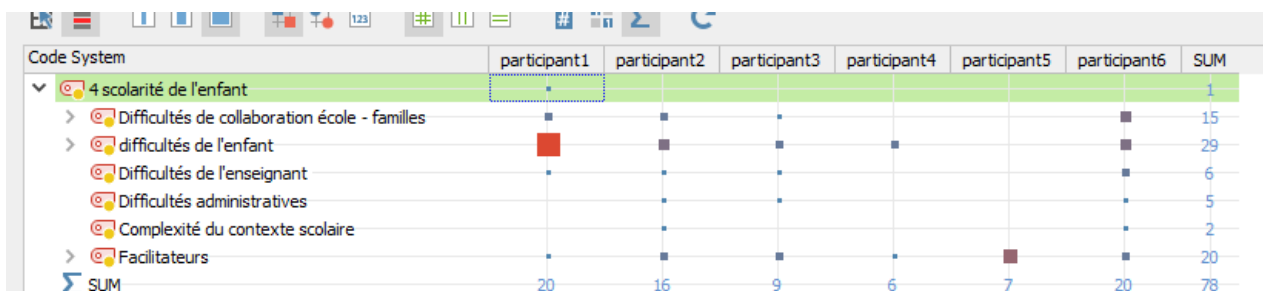 123
Code System participant1 participant2 participant3 participant4 participant5 participant6 SUM
4 scolarité de l'enfant 1
Difficultés de collaboration école - familles 15
difficultés de l'enfant 29
Difficultés de l'enseignant 6
Difficultés administratives 5
Complexité du contexte scolaire 2
Facilitateurs 20
SUM 20 16 9 6 7 20 78